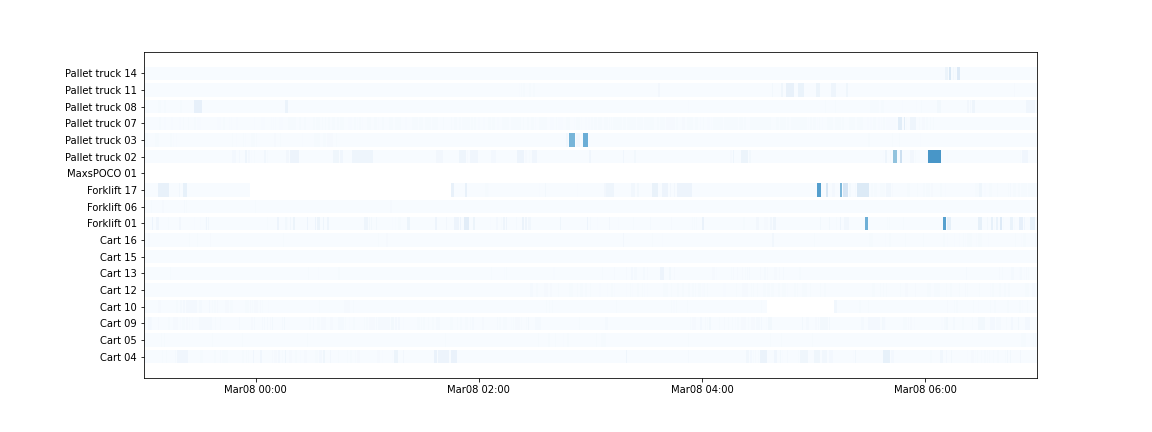 Pallet truck 14
Pallet truck 11
Pallet truck 08
Pallet truck 07
Pallet truck 03
Pallet truck 02
MaxsPOCO 01
Forklift 17
Forklift 06
Forklift 01
Cart 16
Cart 15
Cart 13
Cart 12
Cart 10
Cart 09
Cart 05
Cart 04
Mar08 00:00 Mar08 02:00 Mar08 04:00 Mar08 06:00